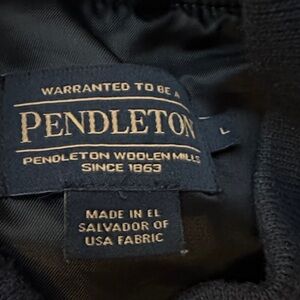 WARRANTED TO BE A
PENDLETON
PENDLETON WOOLEN MILLS
SINCE 1863
L
MADE IN EL
SALVADOR OF
USA FABRIC